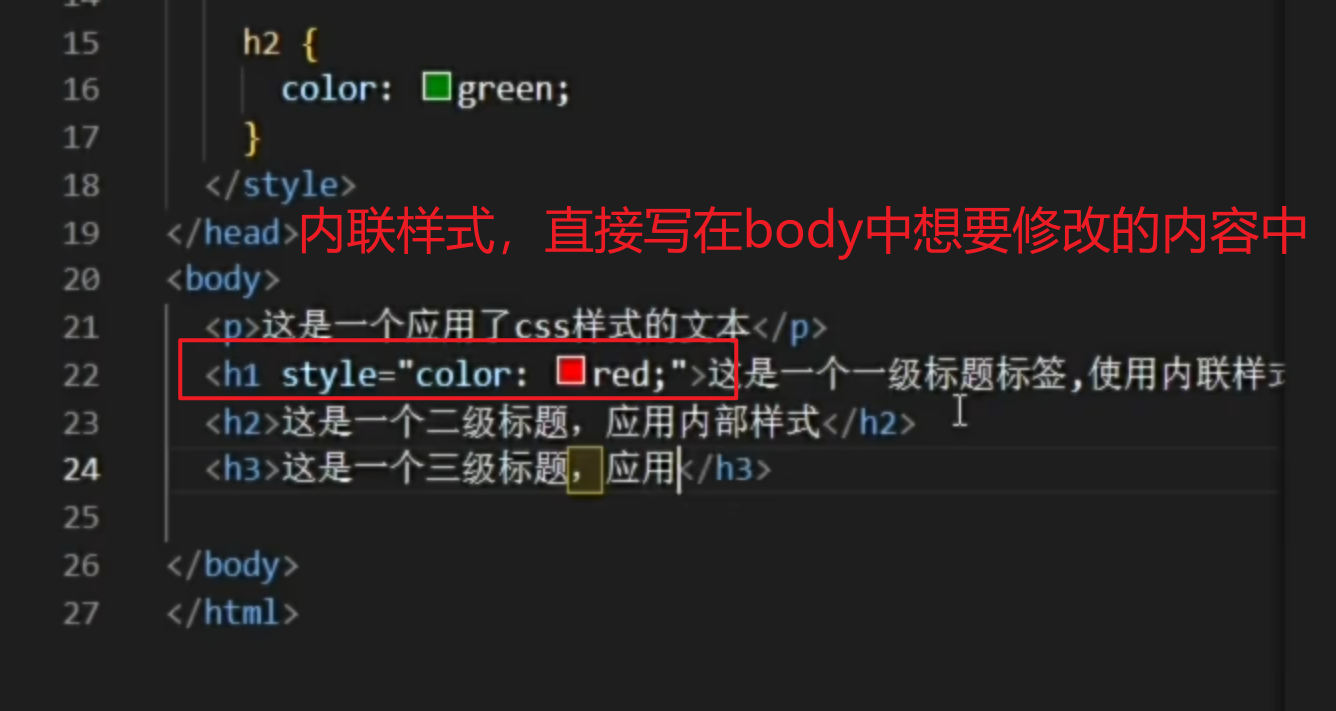 14
15 h2 {
16 color: green;
17 }
18 </style>
19 </head>
内联样式，直接写在body中想要修改的内容中
20 <body>
21 <p>这是一个应用了css样式的文本</p>
22 <h1 style="color: red;">这是一个一级标题标签,使用内联样式
23 <h2>这是一个二级标题，应用内部样式</h2>
24 <h3>这是一个三级标题，应用</h3>
25
26 </body>
27 </html>